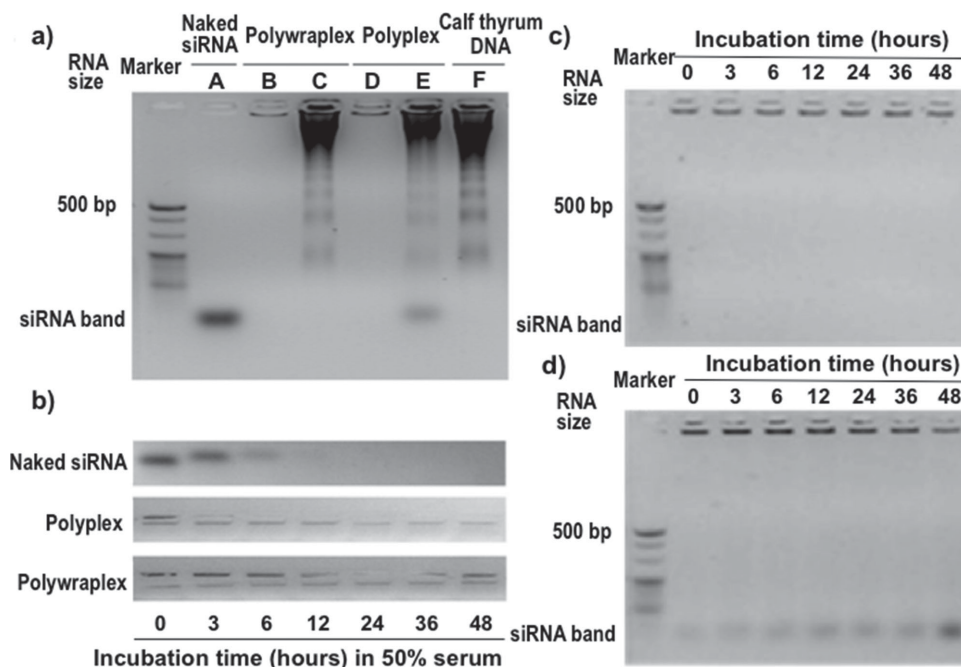 a)
Naked
siRNA
Polywraplex
Polyplex
Calf thyrum
DNA
RNA
size
Marker
A B C D E F
500 bp
siRNA band
b)
Naked siRNA
Polyplex
Polywraplex
0 3 6 12 24 36 48
Incubation time (hours) in 50% serum
c)
Incubation time (hours)
Marker
0 3 6 12 24 36 48
RNA
size
500 bp
siRNA band
d)
Incubation time (hours)
Marker
0 3 6 12 24 36 48
RNA
size
500 bp
siRNA band